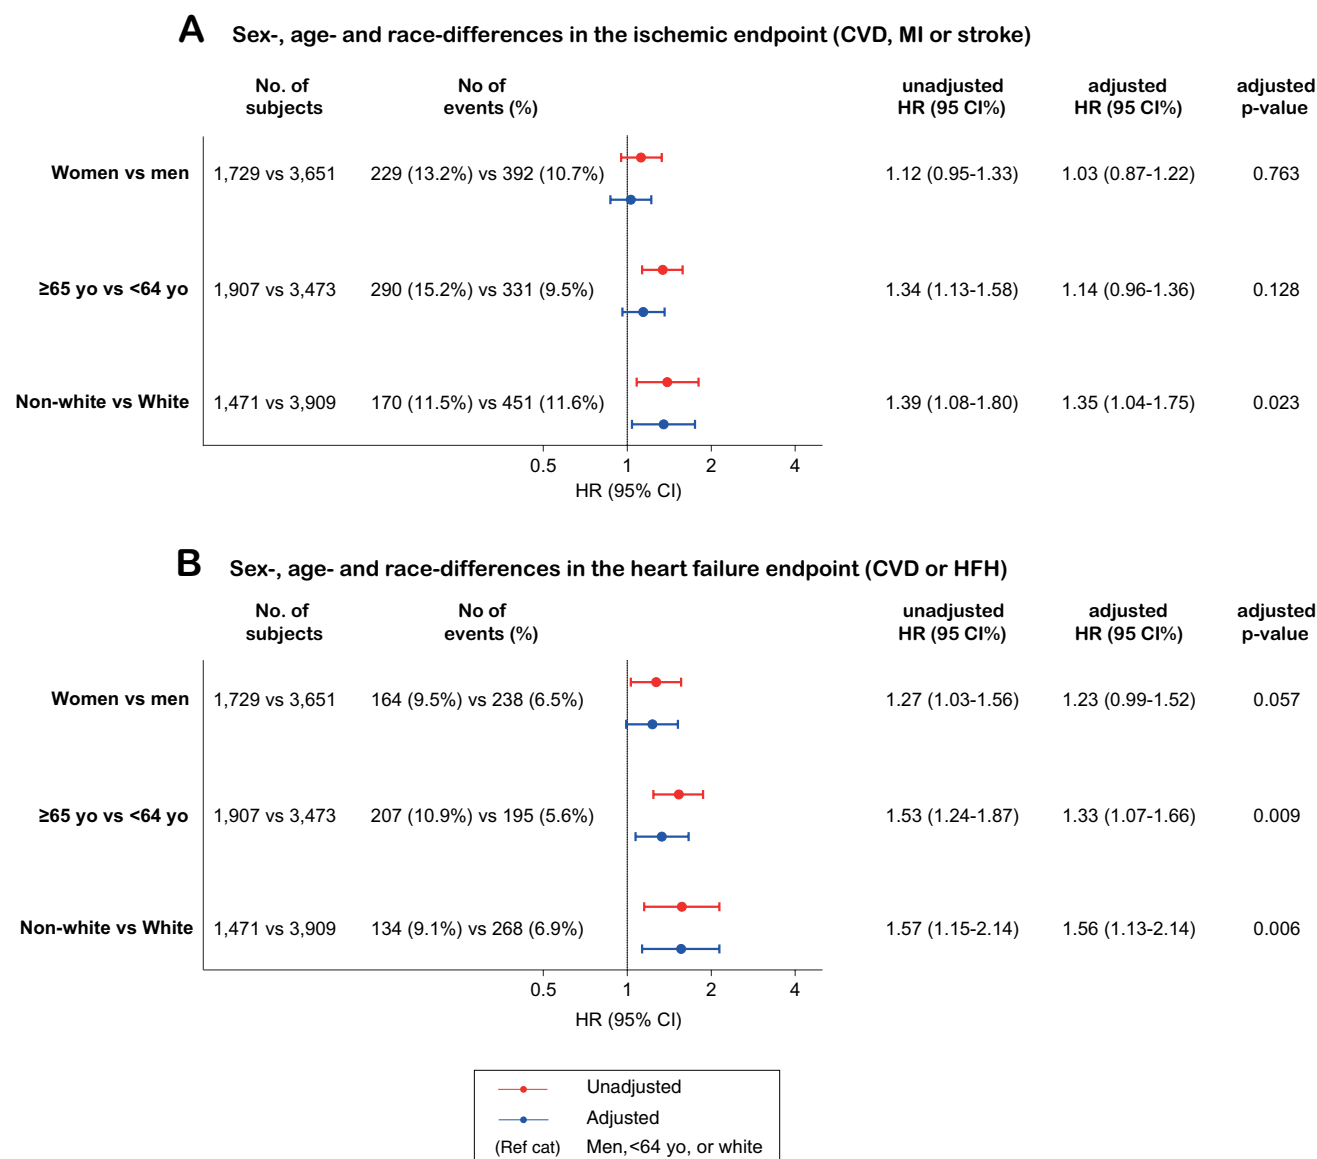 A Sex-, age- and race-differences in the ischemic endpoint (CVD, MI or stroke)
No. of subjects No of events (%) unadjusted HR (95 CI%) adjusted HR (95 CI%) adjusted p-value
Women vs men 1,729 vs 3,651 229 (13.2%) vs 392 (10.7%) 1.12 (0.95-1.33) 1.03 (0.87-1.22) 0.763
≥65 yo vs <64 yo 1,907 vs 3,473 290 (15.2%) vs 331 (9.5%) 1.34 (1.13-1.58) 1.14 (0.96-1.36) 0.128
Non-white vs White 1,471 vs 3,909 170 (11.5%) vs 451 (11.6%) 1.39 (1.08-1.80) 1.35 (1.04-1.75) 0.023
0.5 1 2 4
HR (95% CI)
B Sex-, age- and race-differences in the heart failure endpoint (CVD or HFH)
No. of subjects No of events (%) unadjusted HR (95 CI%) adjusted HR (95 CI%) adjusted p-value
Women vs men 1,729 vs 3,651 164 (9.5%) vs 238 (6.5%) 1.27 (1.03-1.56) 1.23 (0.99-1.52) 0.057
≥65 yo vs <64 yo 1,907 vs 3,473 207 (10.9%) vs 195 (5.6%) 1.53 (1.24-1.87) 1.33 (1.07-1.66) 0.009
Non-white vs White 1,471 vs 3,909 134 (9.1%) vs 268 (6.9%) 1.57 (1.15-2.14) 1.56 (1.13-2.14) 0.006
0.5 1 2 4
HR (95% CI)
Unadjusted
Adjusted
(Ref cat) Men,<64 yo, or white